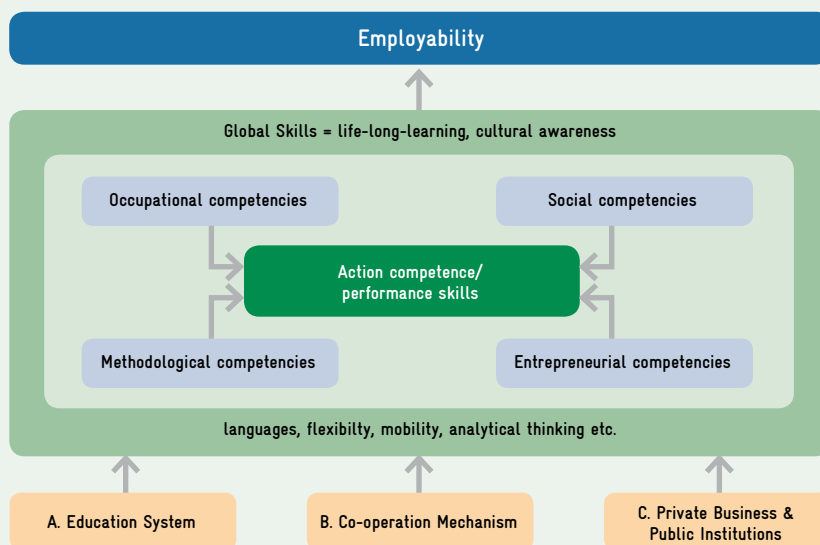 Employability
Global Skills = life-long-learning, cultural awareness
Occupational competencies
Social competencies
Action competence/
performance skills
Methodological competencies
Entrepreneurial competencies
languages, flexibilty, mobility, analytical thinking etc.
A. Education System
B. Co-operation Mechanism
C. Private Business &
Public Institutions